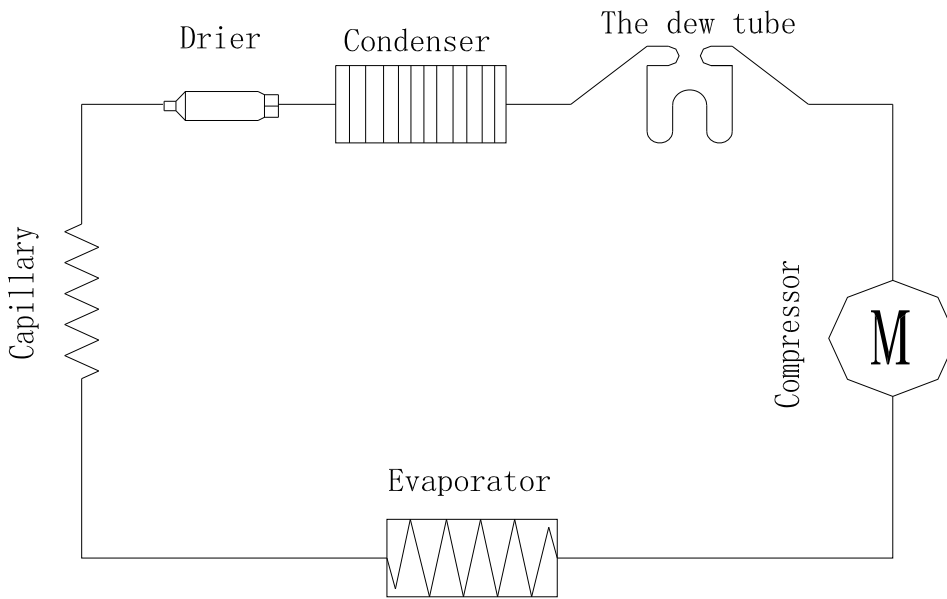 The dew tube
Drier
Condenser
Capillary
Compressor
M
Evaporator